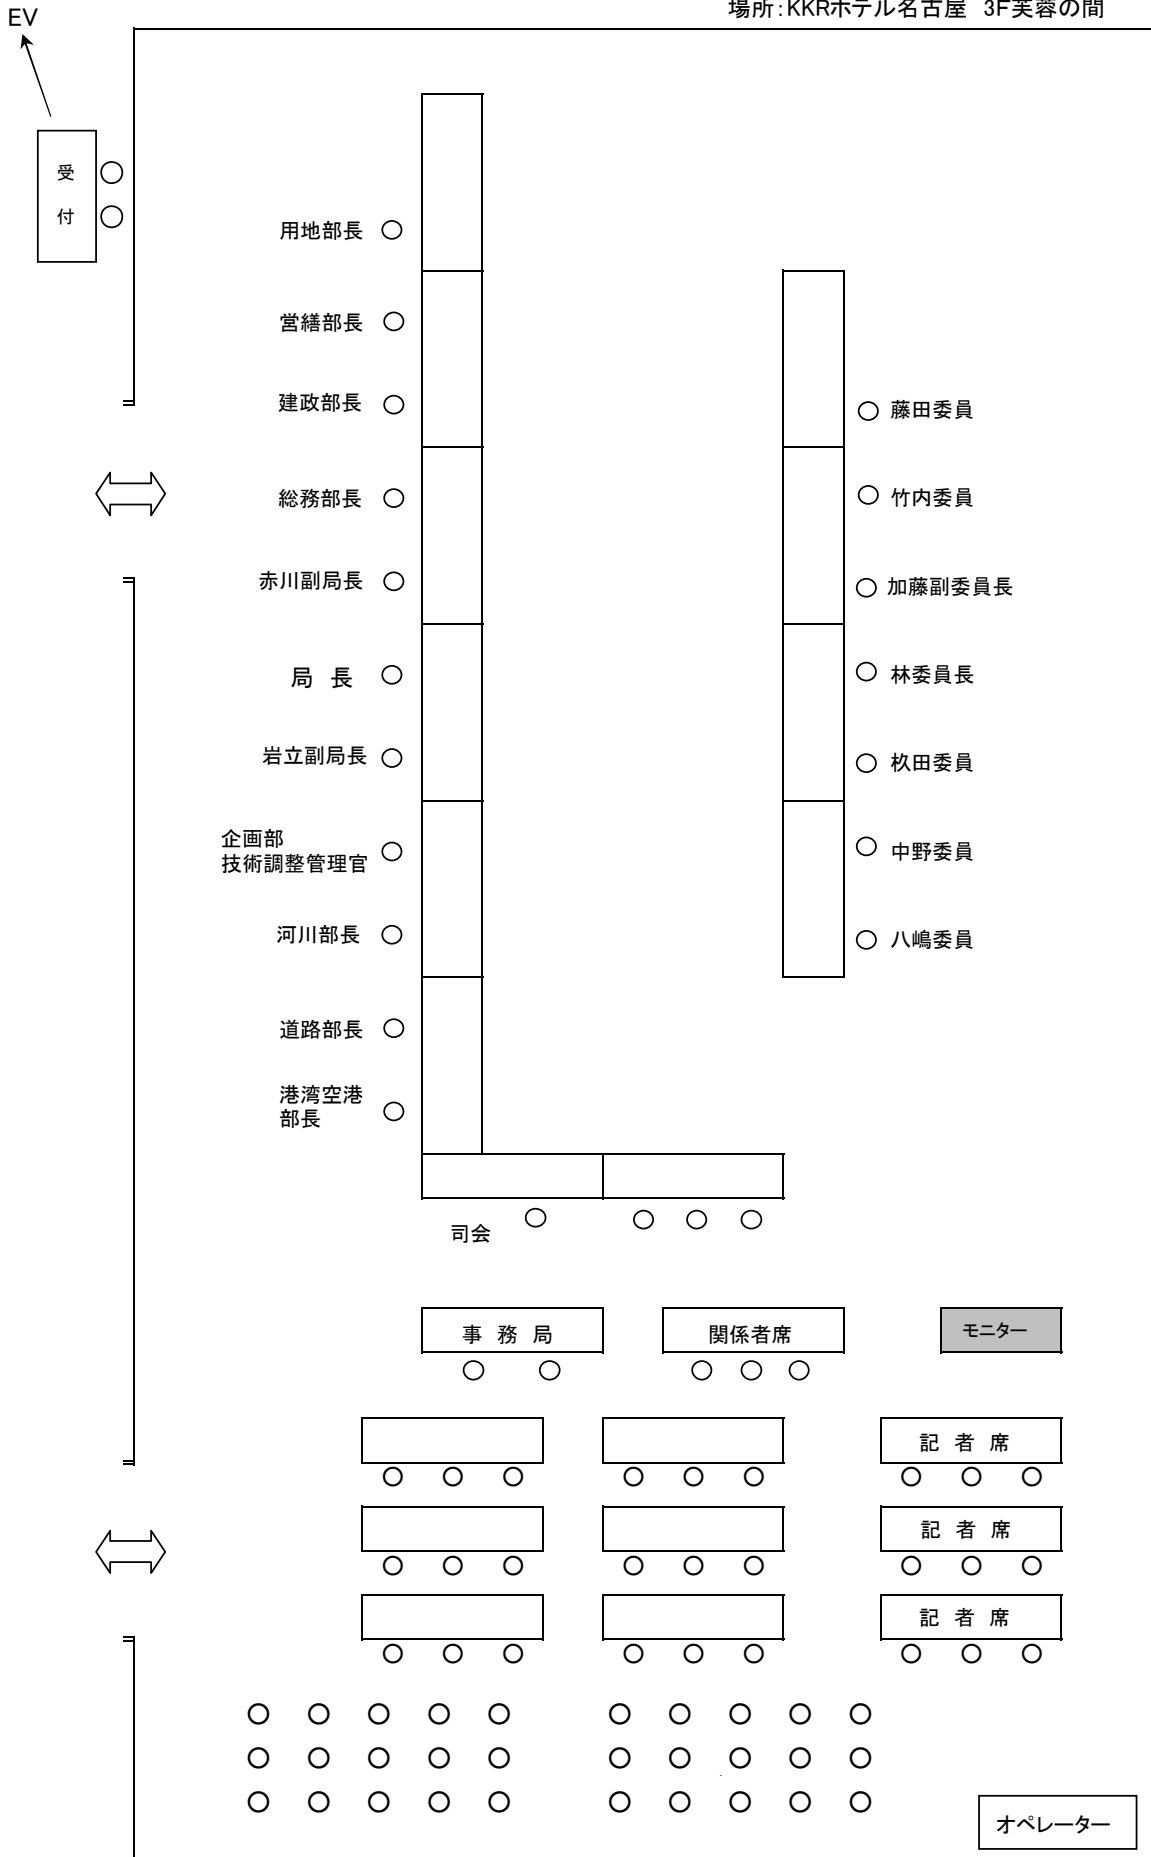 場所:KKRホテル名古屋 3F芙蓉の間
EV
受
付
用地部長
営繕部長
建政部長
総務部長
赤川副局長
局 長
岩立副局長
企画部
技術調整管理官
河川部長
道路部長
港湾空港
部長
藤田委員
竹内委員
加藤副委員長
林委員長
杁田委員
中野委員
八嶋委員
司会
事 務 局
関係者席
モニター
記 者 席
記 者 席
記 者 席
オペレーター